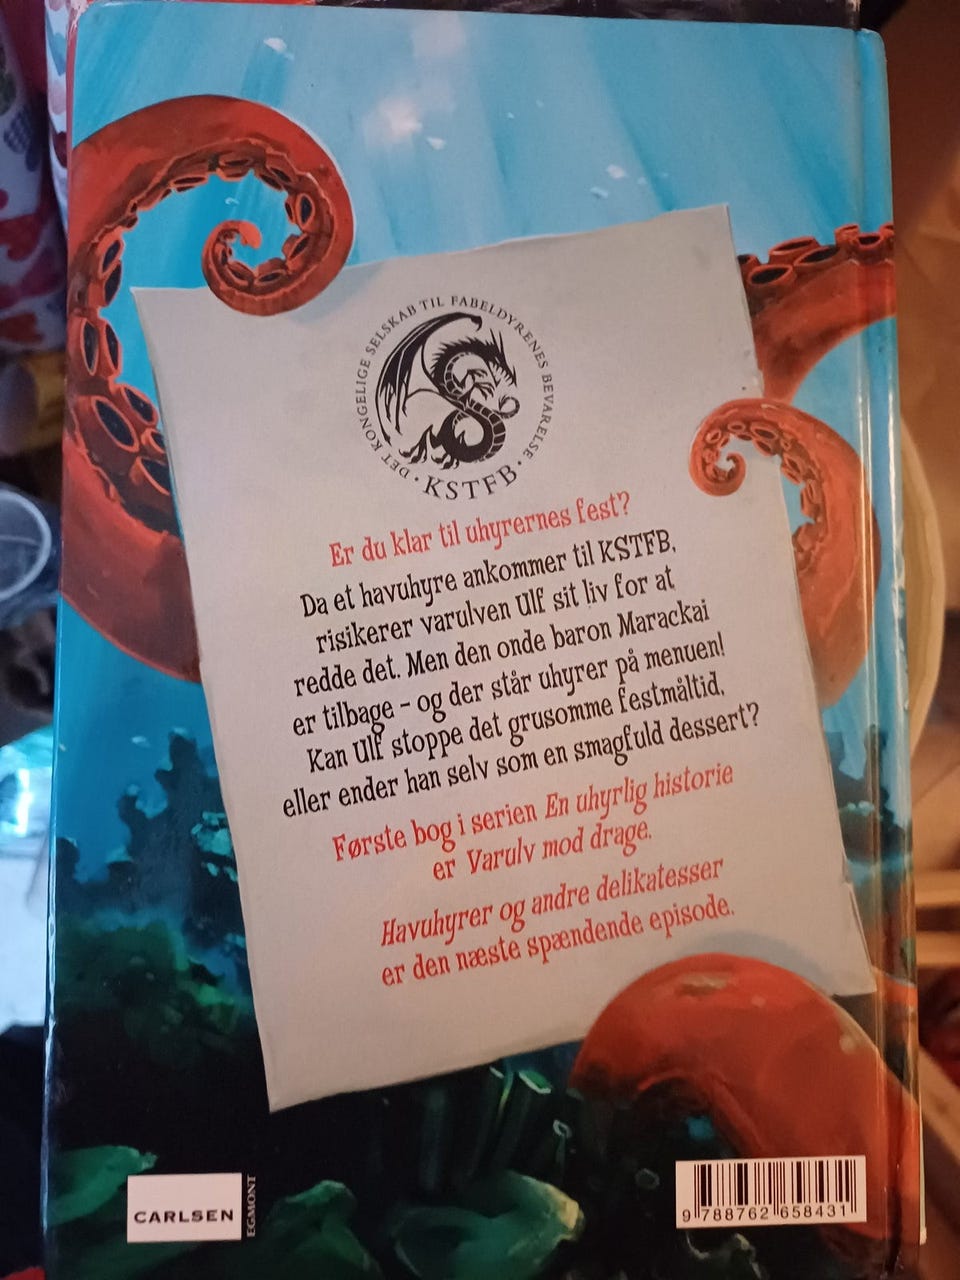 DET KONGELIGE SELSKAB TIL FABELDYRENES BEVARELSE
· KSTFB ·
Er du klar til uhyrernes fest?
Da et havuhyre ankommer til KSTFB,
risikerer varulven Ulf sit liv for at
redde det. Men den onde baron Marackai
er tilbage – og der står uhyrer på menuen!
Kan Ulf stoppe det grusomme festmåltid,
eller ender han selv som en smagfuld dessert?
Første bog i serien En uhyrlig historie
er Varulv mod drage.
Havuhyrer og andre delikatesser
er den næste spændende episode.
CARLSEN
EGMONT
9 788762 658431